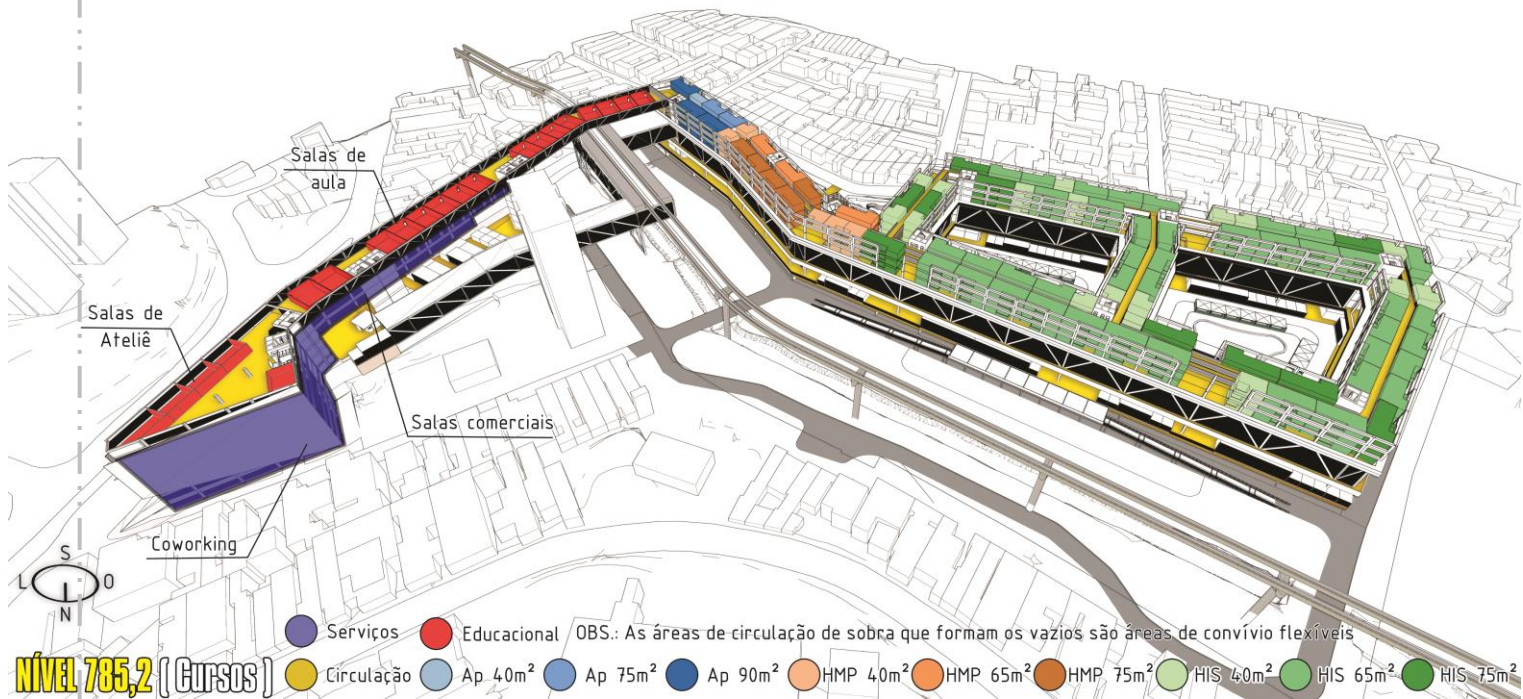 Salas de
aula
Salas de
Ateliê
Salas comerciais
Coworking
S
L O
N
Serviços Educacional OBS.: As áreas de circulação de sobra que formam os vazios são áreas de convívio flexíveis
NÍVEL 785,2 ( Cursos ) Circulação Ap 40m² Ap 75m² Ap 90m² HMP 40m² HMP 65m² HMP 75m² HIS 40m² HIS 65m² HIS 75m²